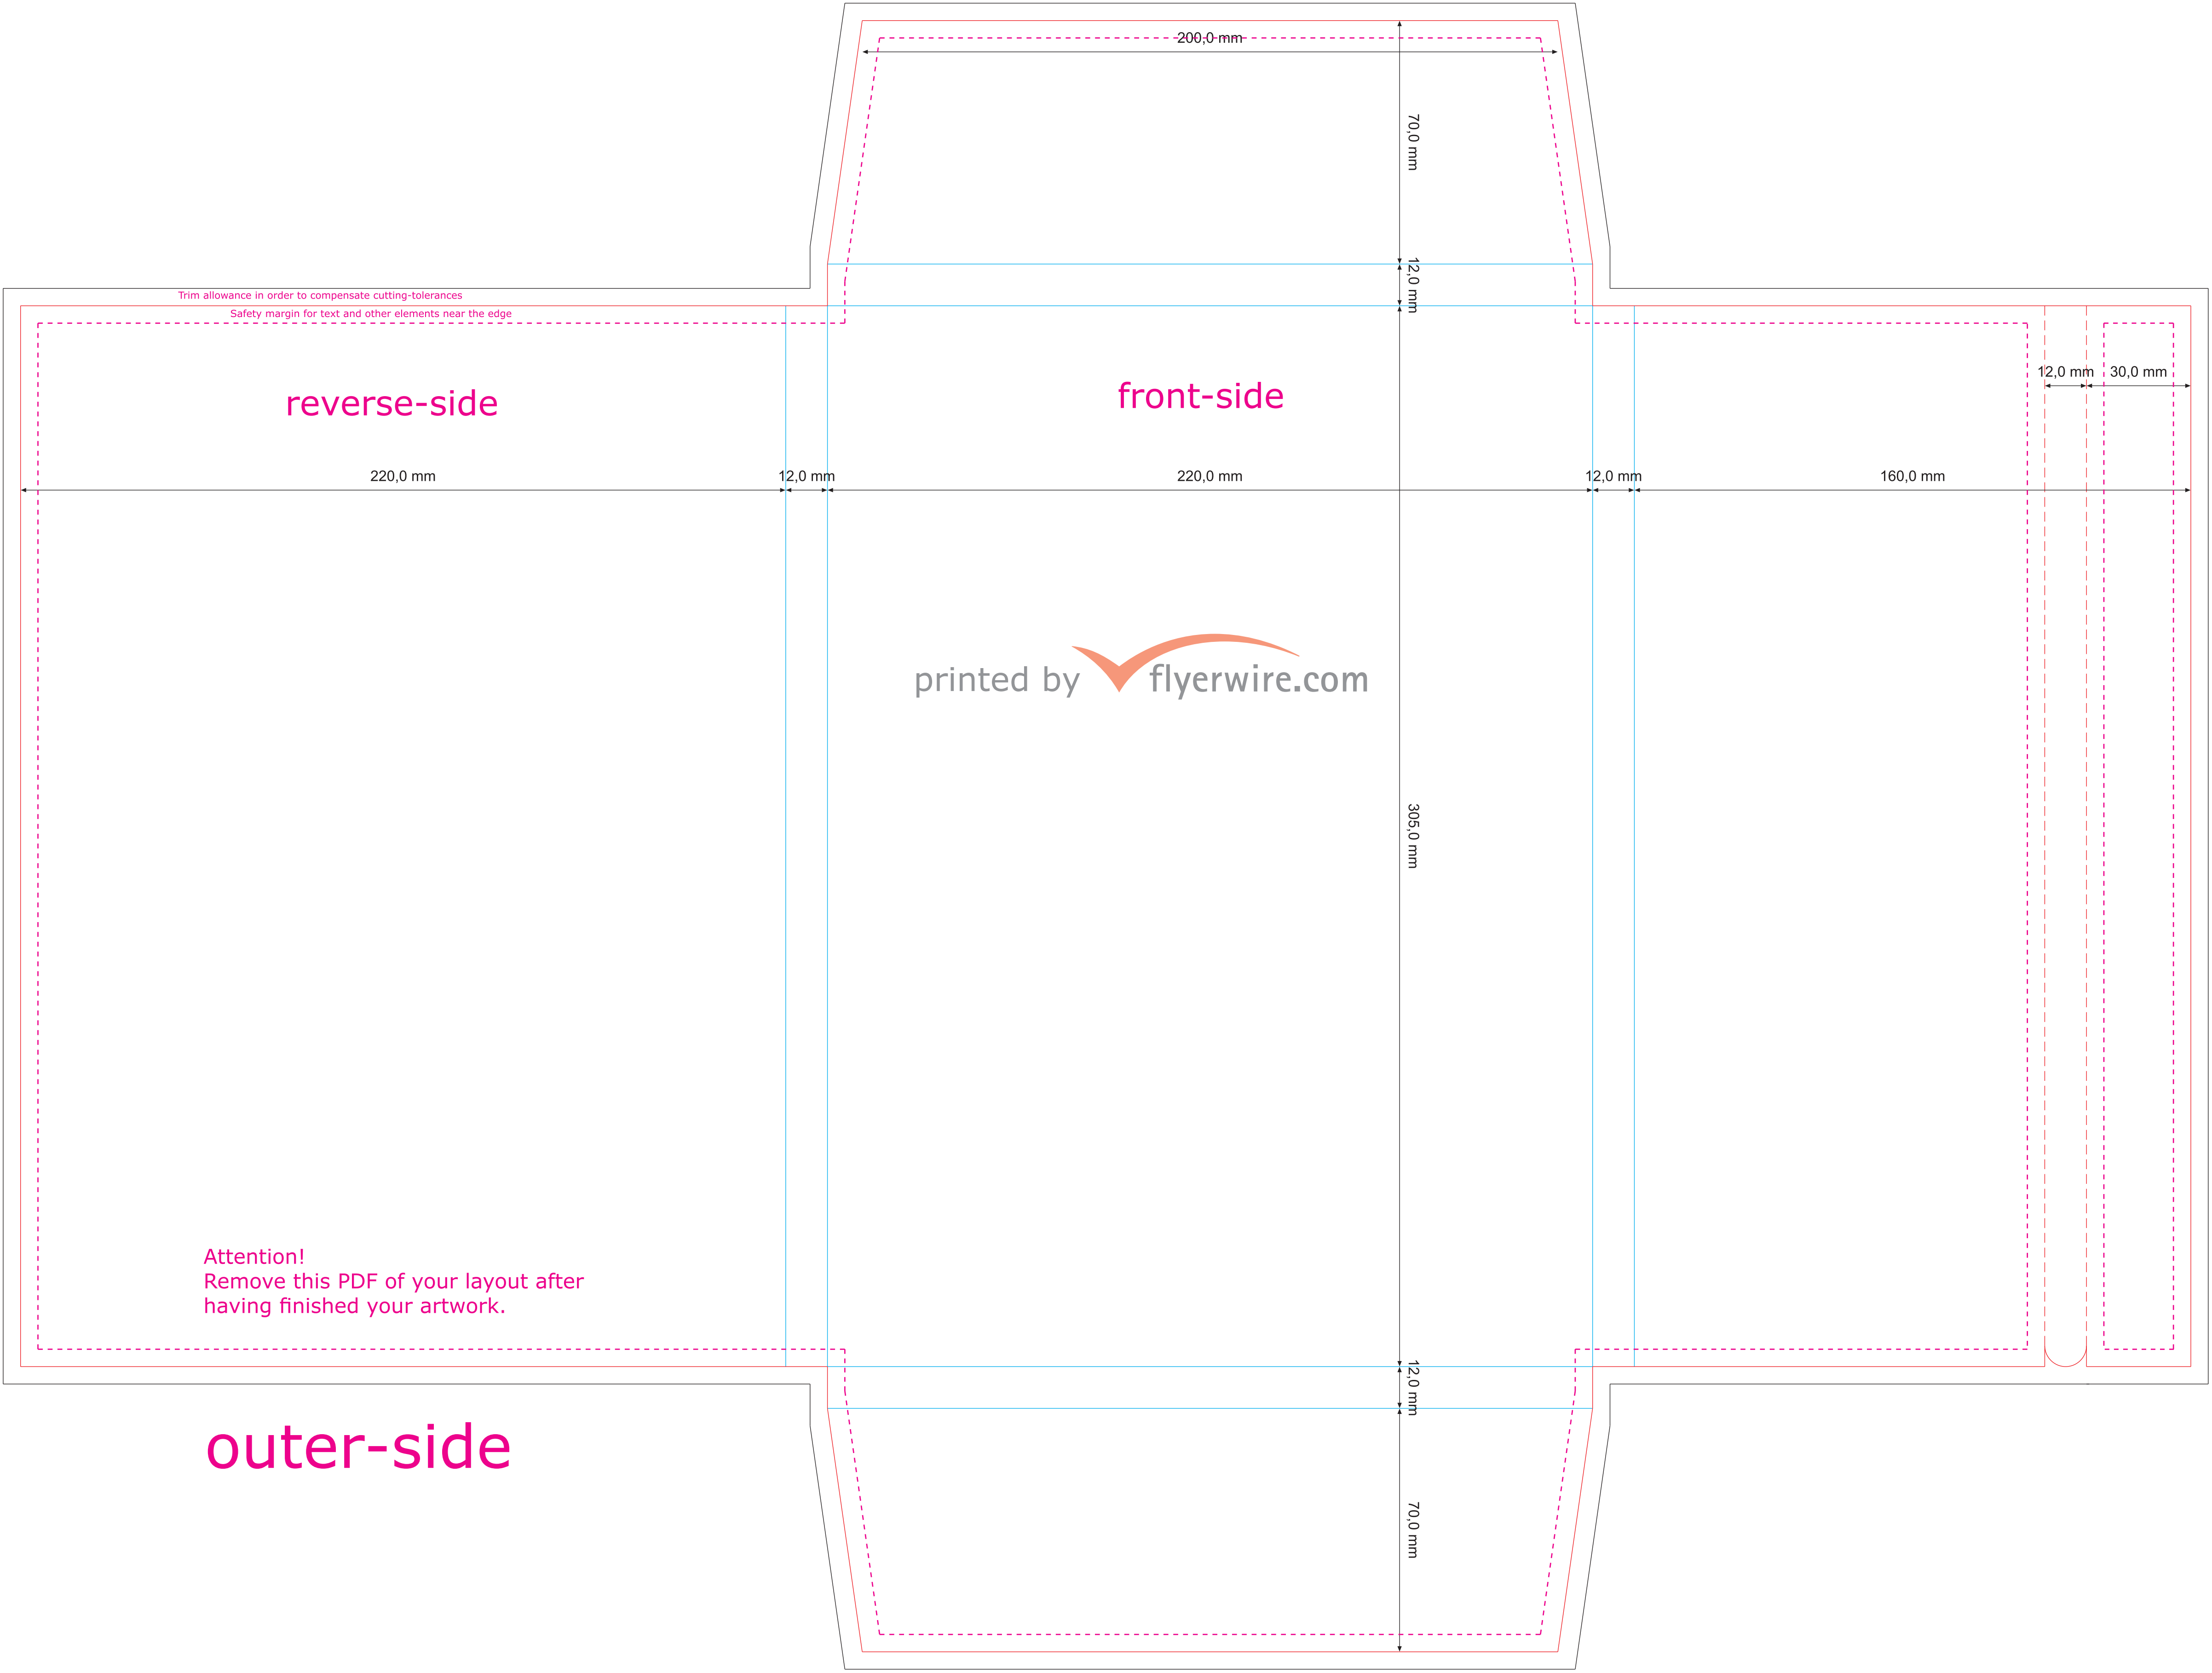 200,0 mm
70,0 mm
12,0 mm
Trim allowance in order to compensate cutting-tolerances
Safety margin for text and other elements near the edge
reverse-side
front-side
12,0 mm
30,0 mm
220,0 mm
12,0 mm
220,0 mm
12,0 mm
160,0 mm
printed by flyerwire.com
305,0 mm
Attention!
Remove this PDF of your layout after
having finished your artwork.
12,0 mm
outer-side
70,0 mm